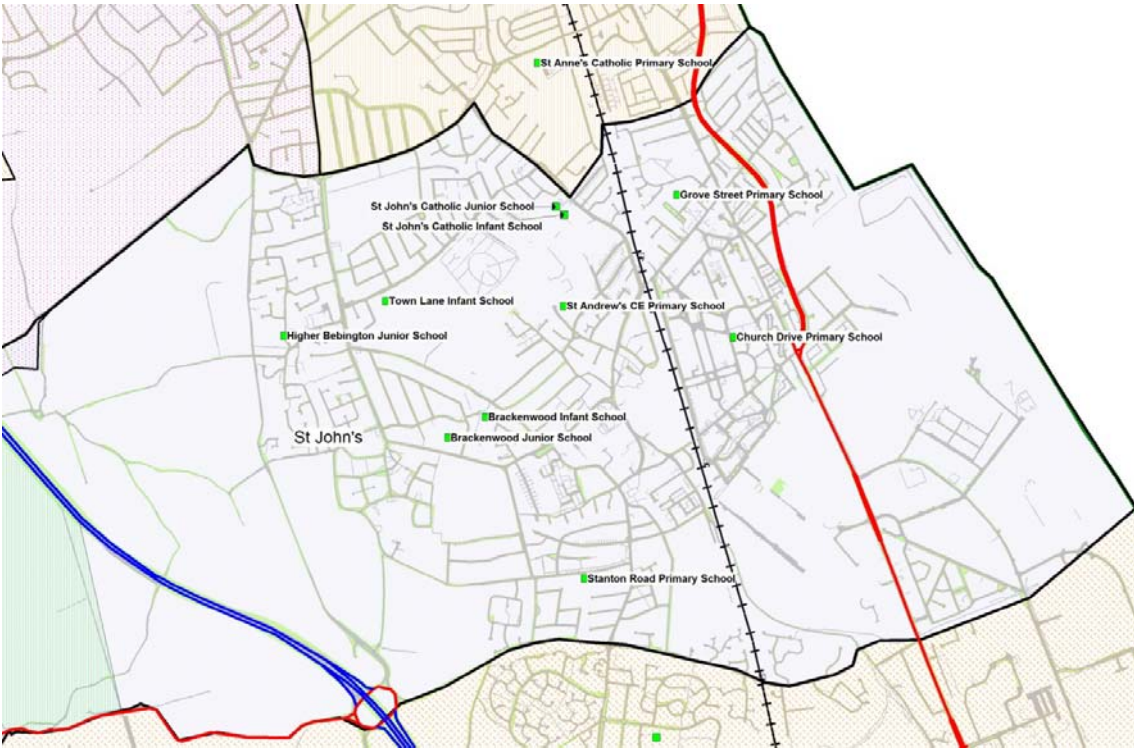 St Anne's Catholic Primary School
Grove Street Primary School
St John's Catholic Junior School
St John's Catholic Infant School
Town Lane Infant School
St Andrew's CE Primary School
Higher Bebington Junior School
Church Drive Primary School
Brackenwood Infant School
St John's
Brackenwood Junior School
Stanton Road Primary School